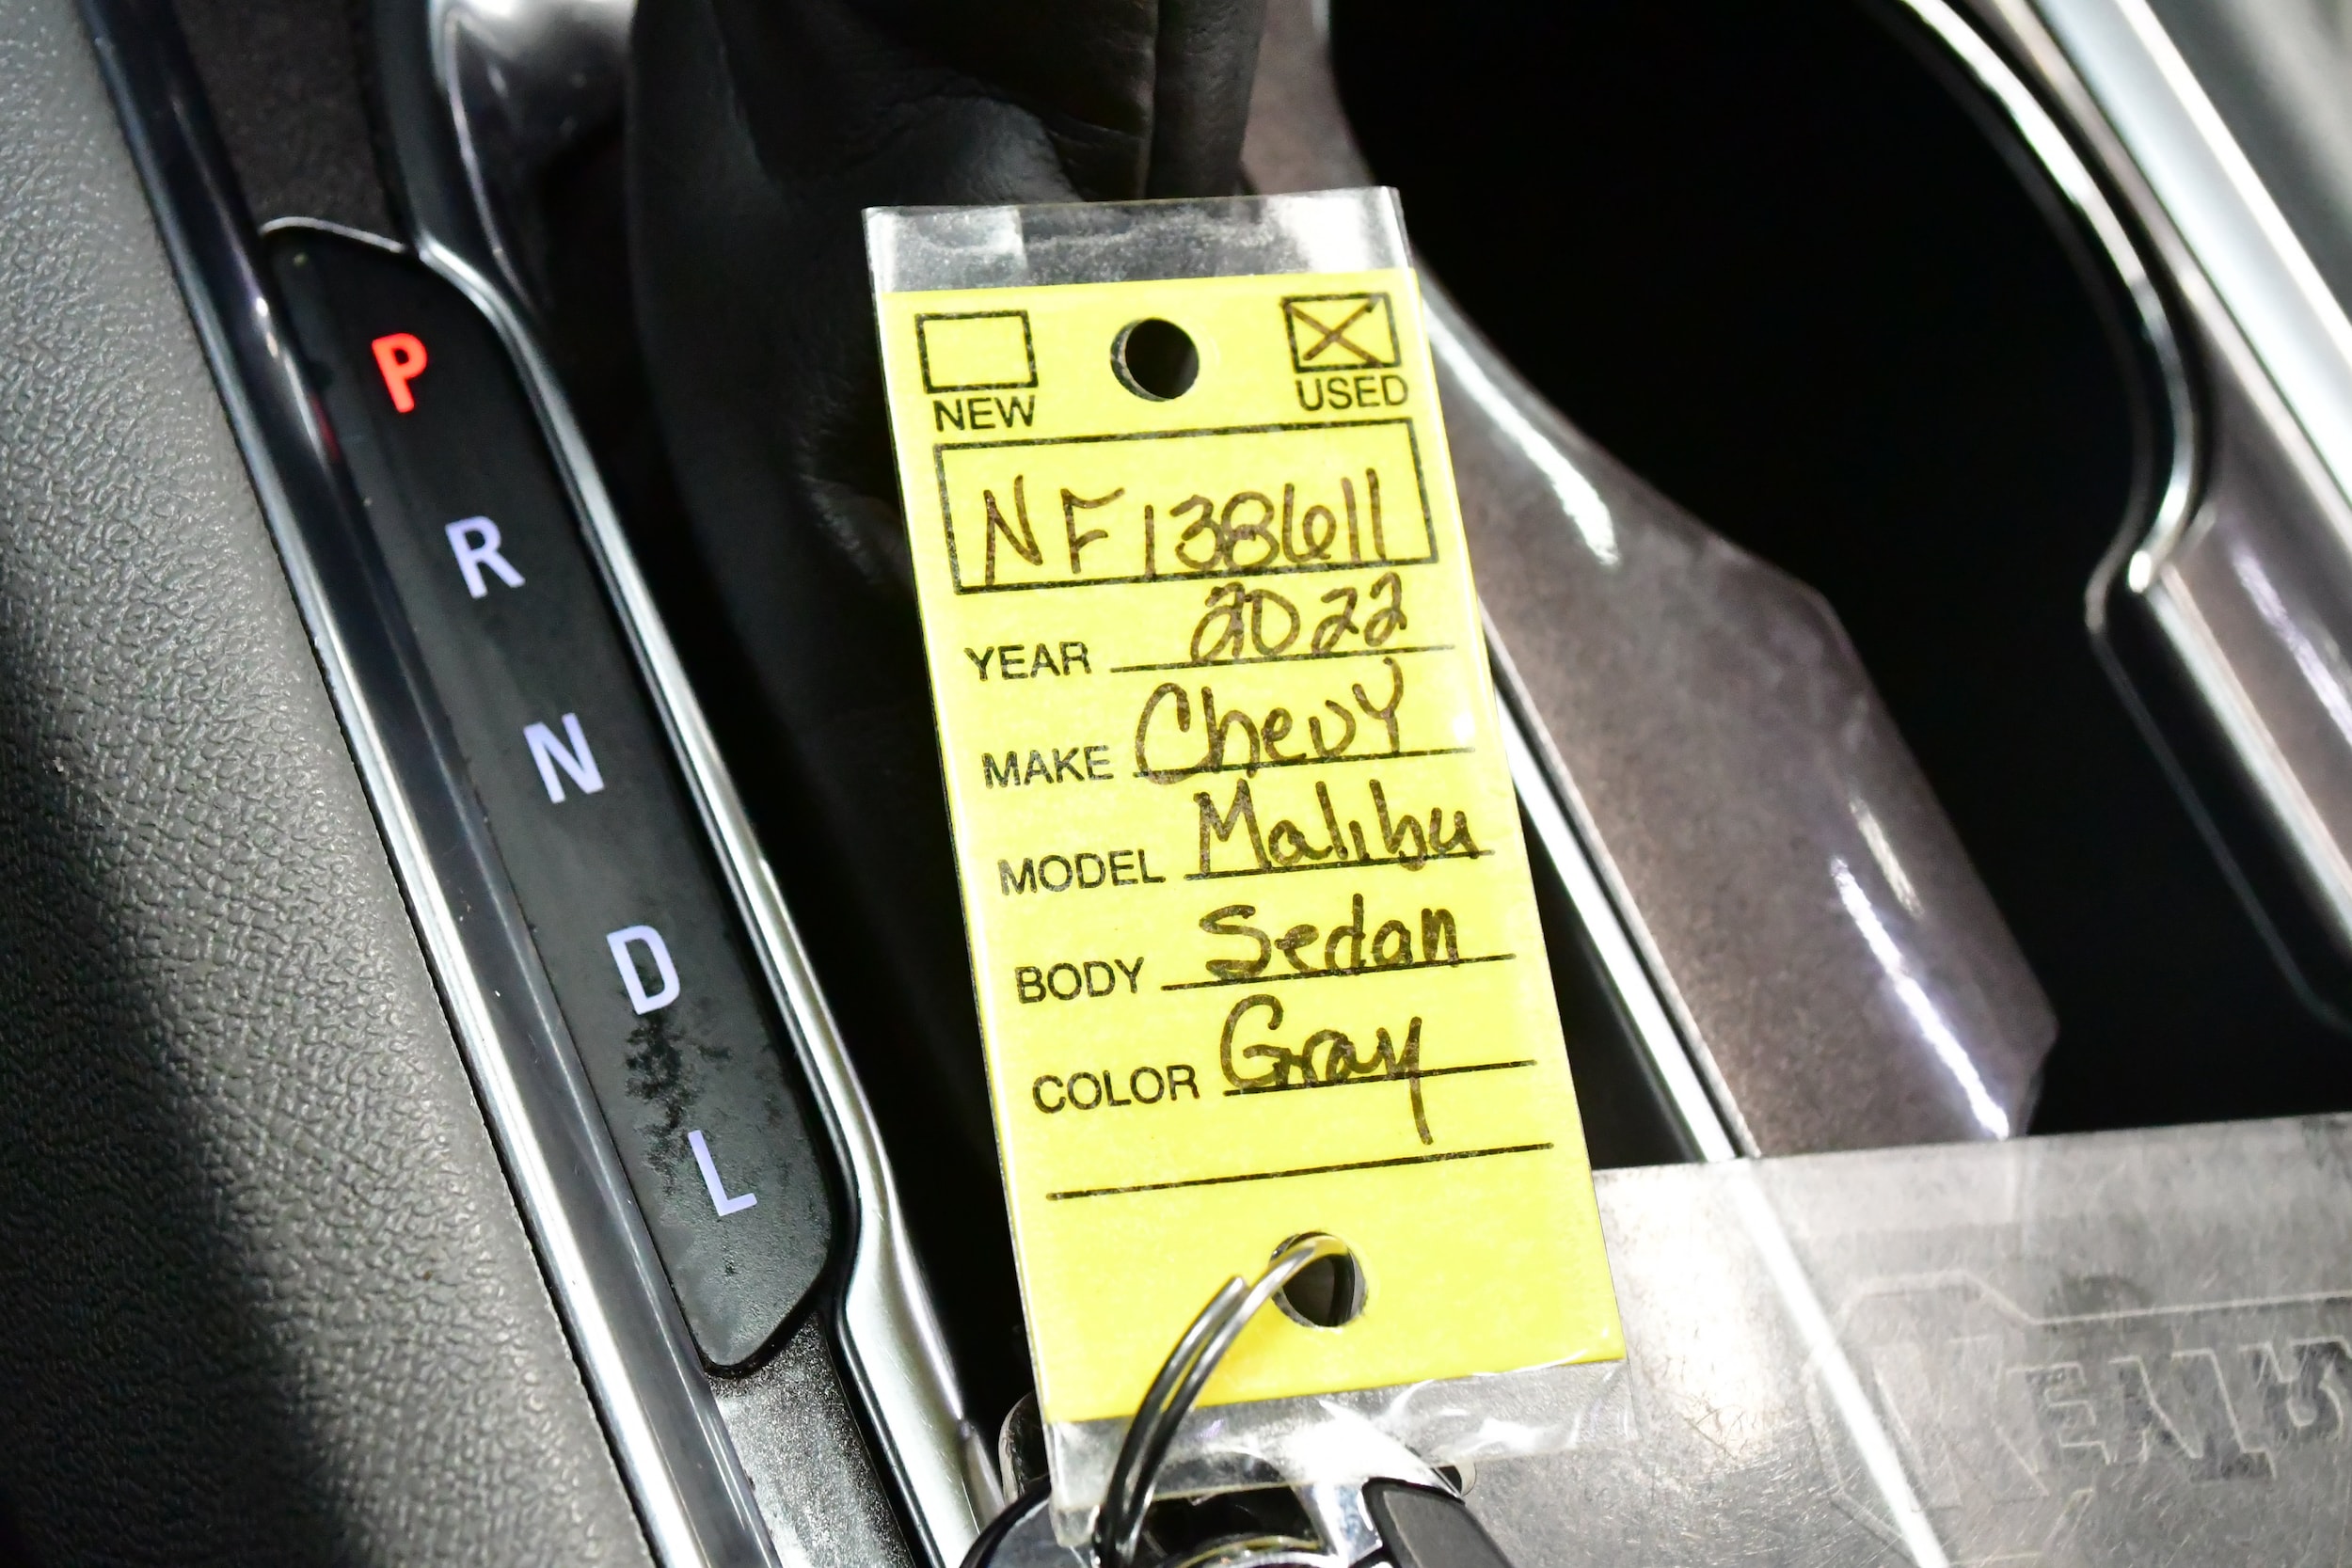 P
R
N
D
L
NEW USED
NF138611
YEAR 2022
MAKE Chevy
MODEL Malibu
BODY Sedan
COLOR Gray